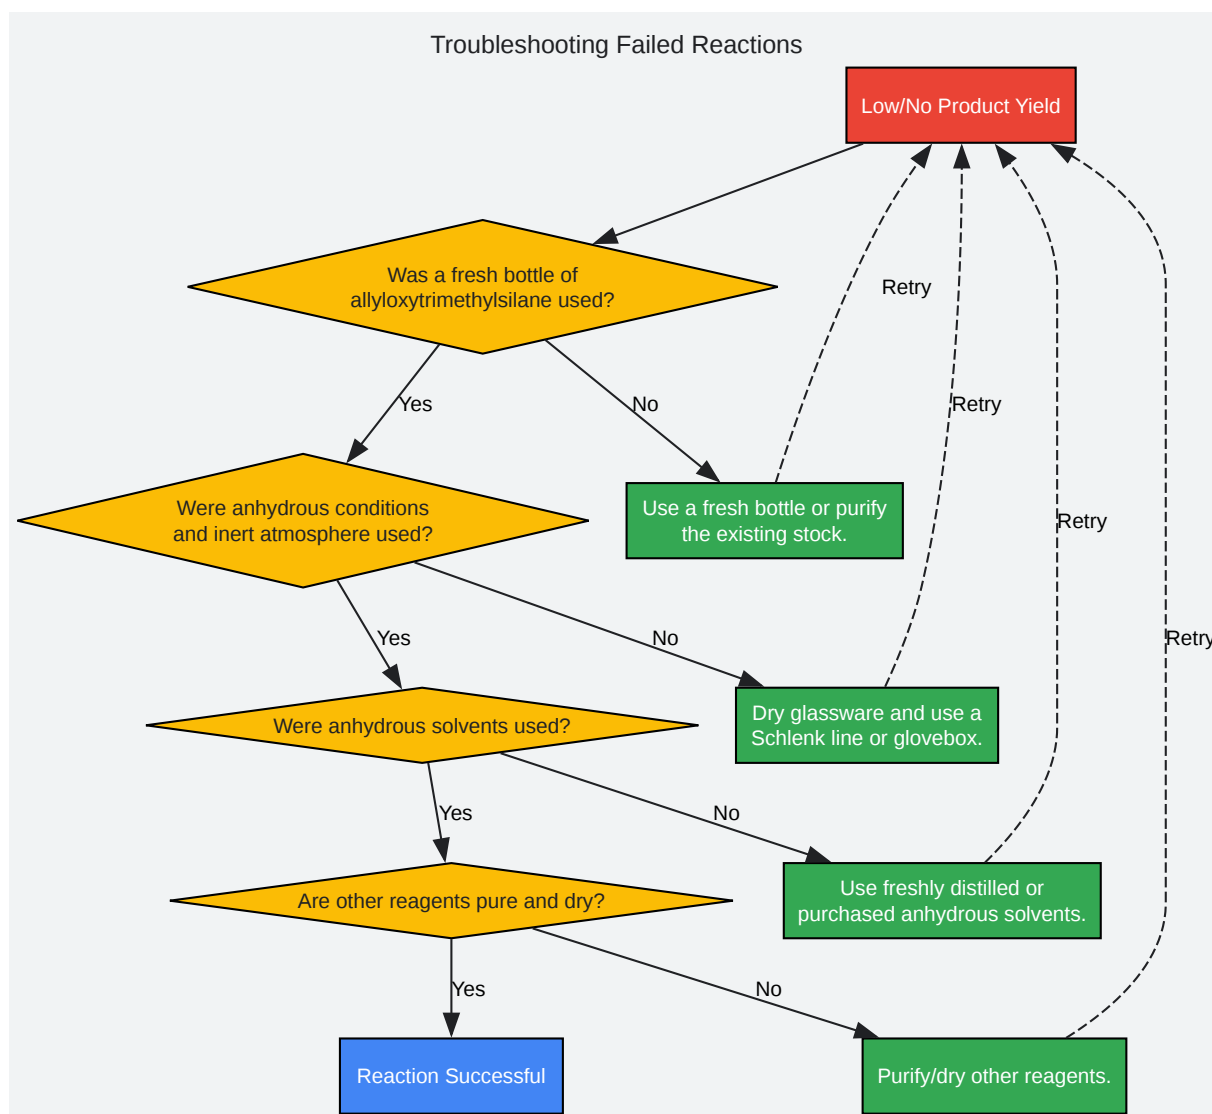 Troubleshooting Failed Reactions
Low/No Product Yield
Was a fresh bottle of
allyloxytrimethylsilane used?
Retry
Yes
No
Retry
Use a fresh bottle or purify
the existing stock.
Were anhydrous conditions
and inert atmosphere used?
Retry
Yes
No
Retry
Dry glassware and use a
Schlenk line or glovebox.
Were anhydrous solvents used?
Yes
No
Use freshly distilled or
purchased anhydrous solvents.
Are other reagents pure and dry?
Yes
No
Reaction Successful
Purify/dry other reagents.